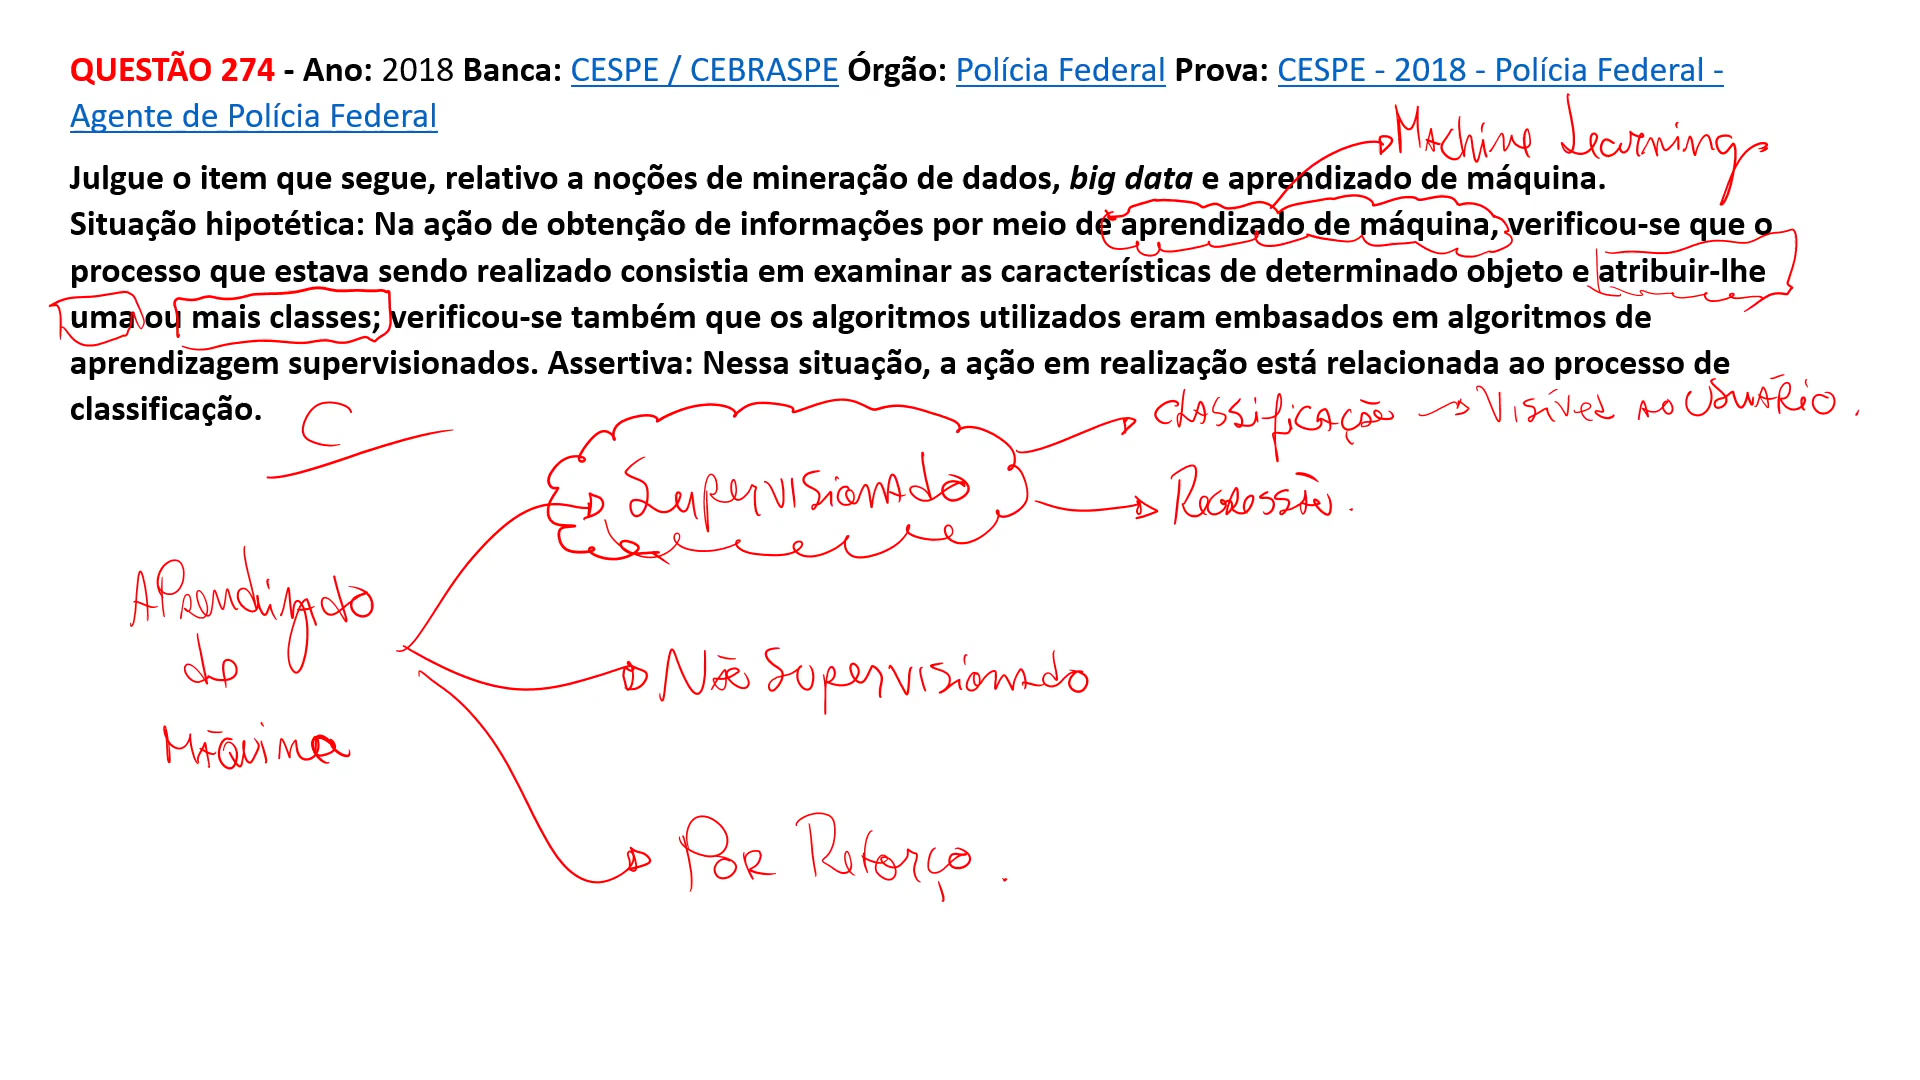 QUESTÃO 274 - Ano: 2018 Banca: CESPE / CEBRASPE Órgão: Polícia Federal Prova: CESPE - 2018 - Polícia Federal -
Agente de Polícia Federal
Machine Learning
Julgue o item que segue, relativo a noções de mineração de dados, big data e aprendizado de máquina.
Situação hipotética: Na ação de obtenção de informações por meio de aprendizado de máquina, verificou-se que o
processo que estava sendo realizado consistia em examinar as características de determinado objeto e atribuir-lhe
uma ou mais classes; verificou-se também que os algoritmos utilizados eram embasados em algoritmos de
aprendizagem supervisionados. Assertiva: Nessa situação, a ação em realização está relacionada ao processo de
classificação.
C
Classificação → Visível ao Usuário.
Supervisionado
Regressão.
Aprendizado
de
Máquina
Não Supervisionado
Por Reforço.